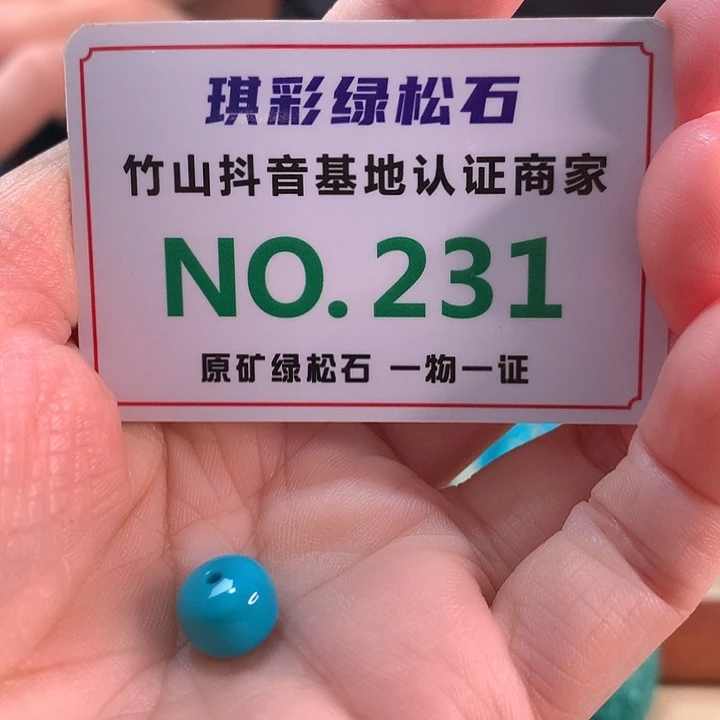 琪彩绿松石
竹山抖音基地认证商家
NO.231
原矿绿松石 一物一证